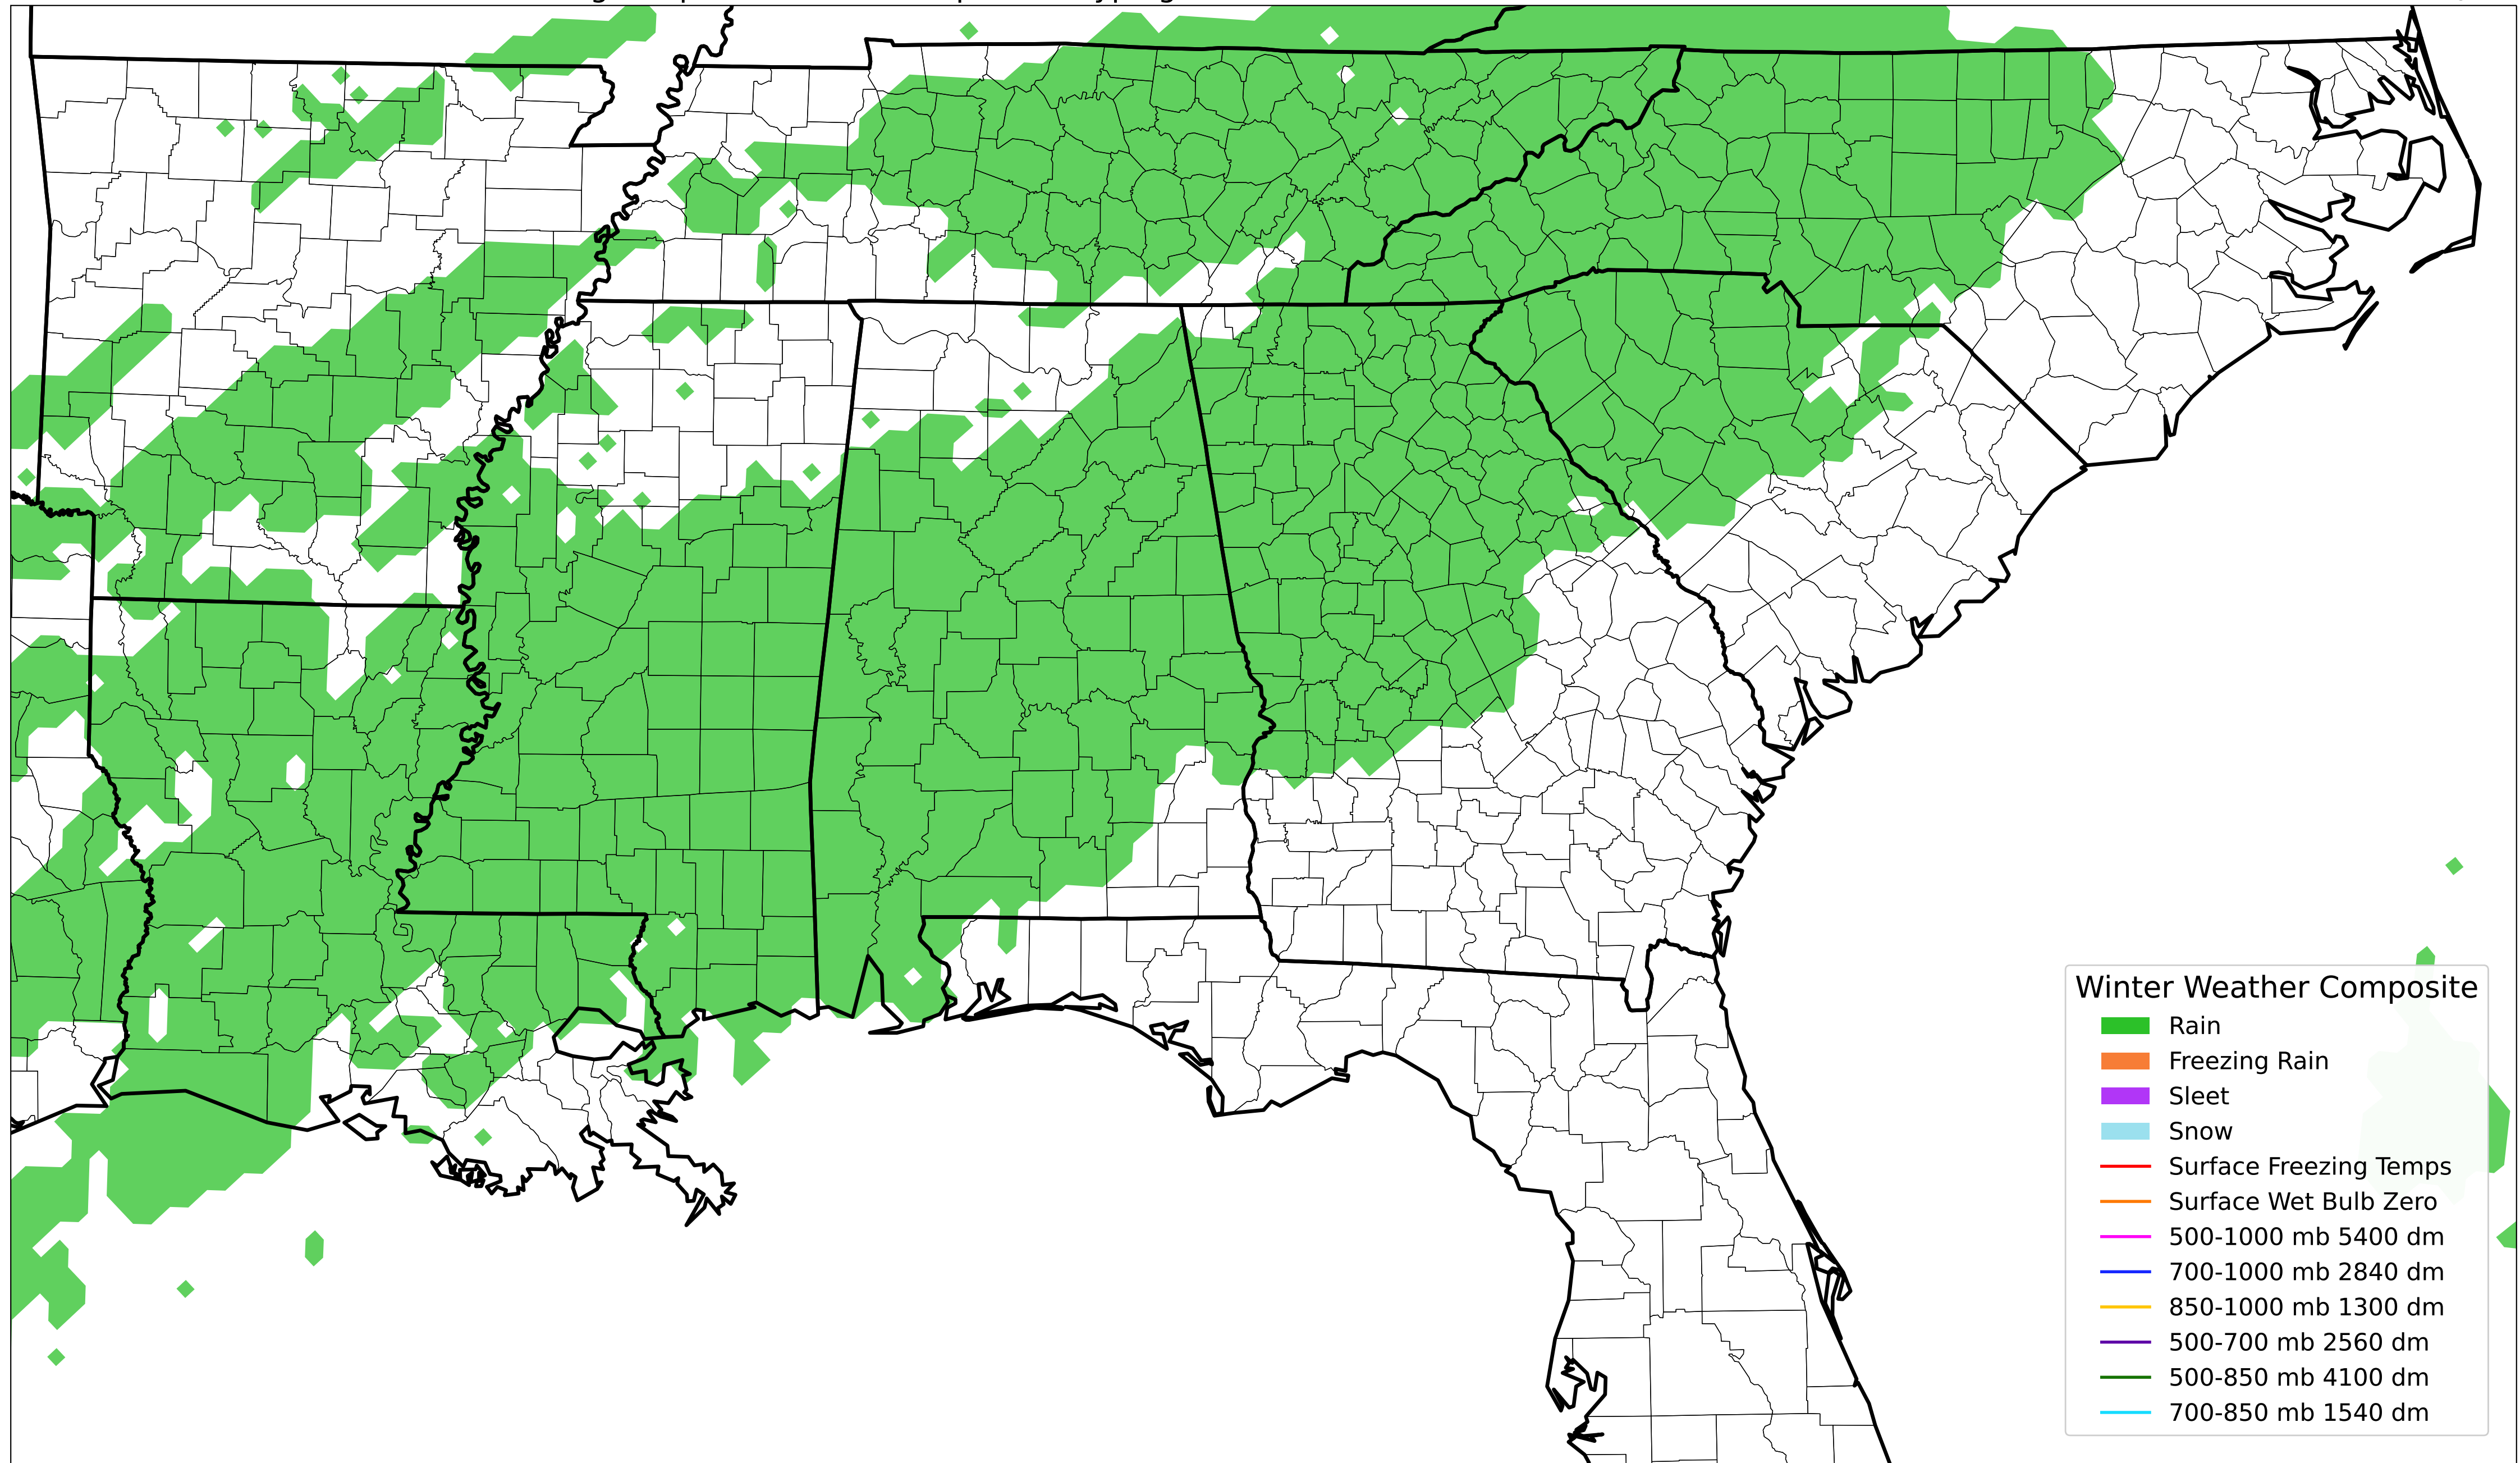 Winter Weather Composite
Rain
Freezing Rain
Sleet
Snow
Surface Freezing Temps
Surface Wet Bulb Zero
500-1000 mb 5400 dm
700-1000 mb 2840 dm
850-1000 mb 1300 dm
500-700 mb 2560 dm
500-850 mb 4100 dm
700-850 mb 1540 dm